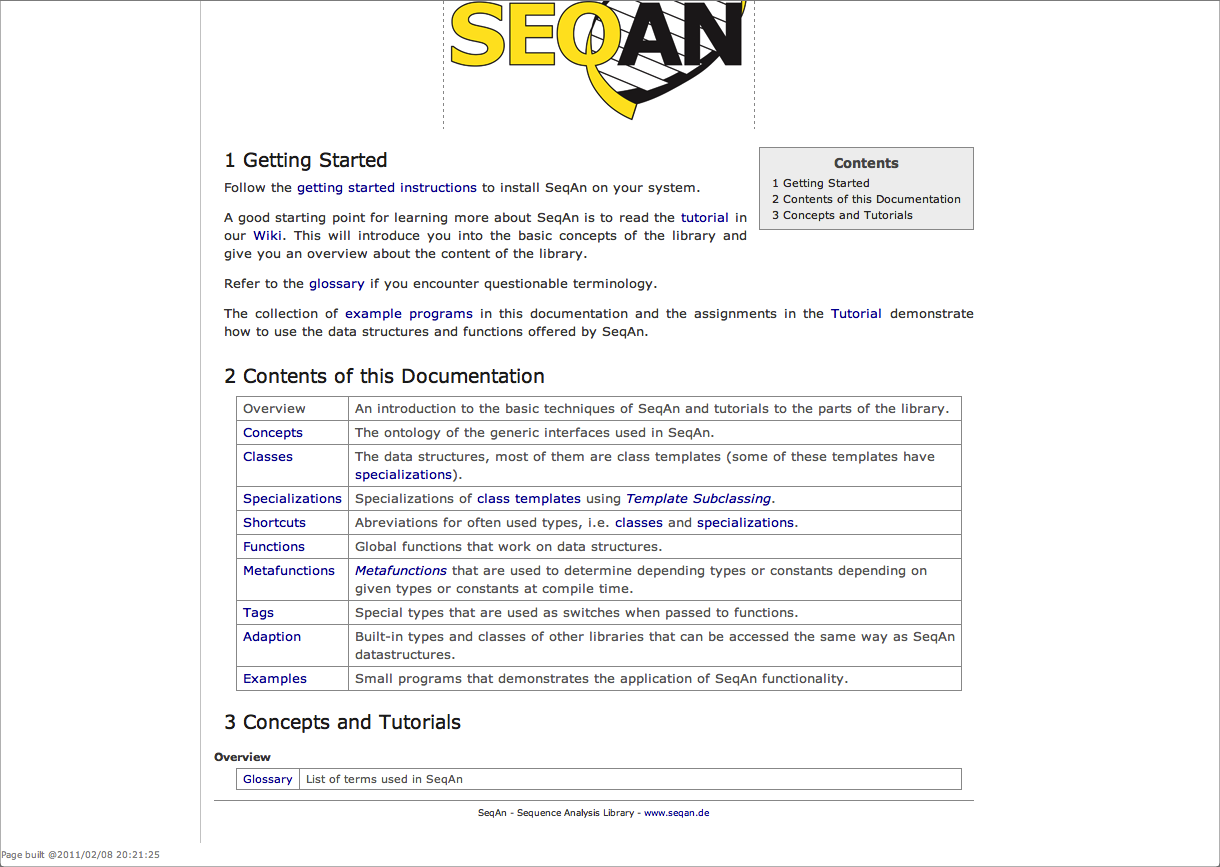 SEQAN
1 Getting Started
Follow the getting started instructions to install SeqAn on your system.
A good starting point for learning more about SeqAn is to read the tutorial in
our Wiki. This will introduce you into the basic concepts of the library and
give you an overview about the content of the library.
Refer to the glossary if you encounter questionable terminology.
The collection of example programs in this documentation and the assignments in the Tutorial demonstrate
how to use the data structures and functions offered by SeqAn.
Contents
1 Getting Started
2 Contents of this Documentation
3 Concepts and Tutorials
2 Contents of this Documentation
Overview An introduction to the basic techniques of SeqAn and tutorials to the parts of the library.
Concepts The ontology of the generic interfaces used in SeqAn.
Classes The data structures, most of them are class templates (some of these templates have
specializations).
Specializations Specializations of class templates using Template Subclassing.
Shortcuts Abreviations for often used types, i.e. classes and specializations.
Functions Global functions that work on data structures.
Metafunctions Metafunctions that are used to determine depending types or constants depending on
given types or constants at compile time.
Tags Special types that are used as switches when passed to functions.
Adaption Built-in types and classes of other libraries that can be accessed the same way as SeqAn
datastructures.
Examples Small programs that demonstrates the application of SeqAn functionality.
3 Concepts and Tutorials
Overview
Glossary List of terms used in SeqAn
SeqAn - Sequence Analysis Library - www.seqan.de
Page built @2011/02/08 20:21:25